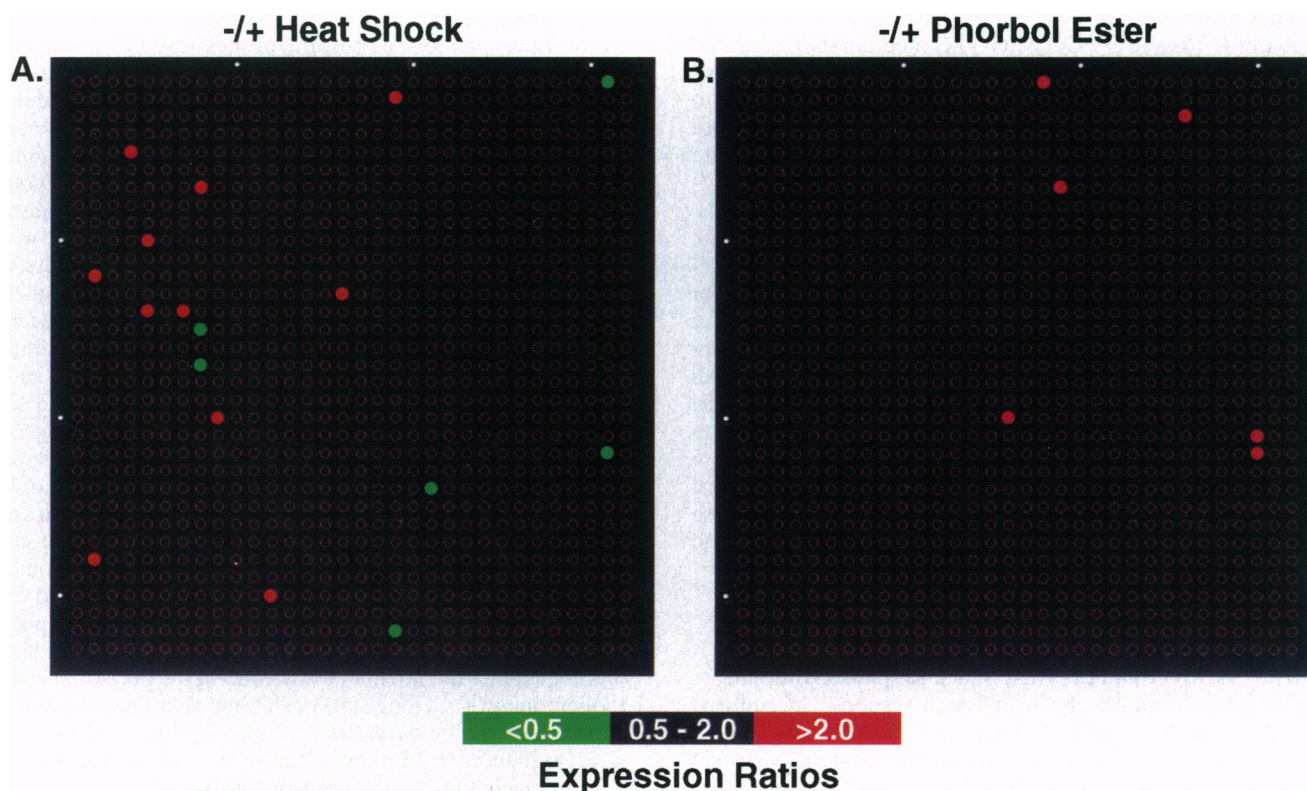 -/+ Heat Shock
-/+ Phorbol Ester
A.
B.
<0.5
0.5 - 2.0
>2.0
Expression Ratios